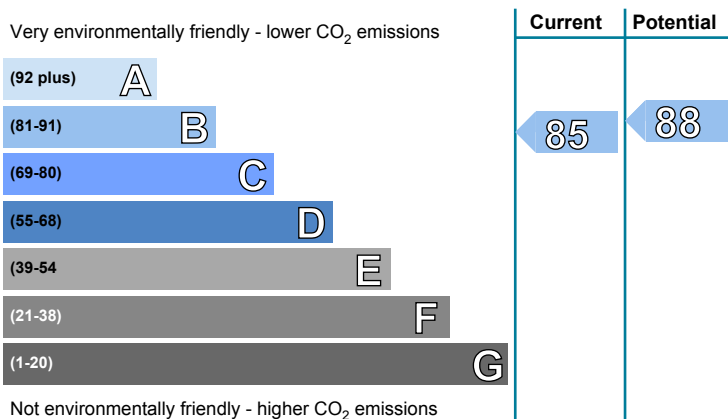 Current Potential
Very environmentally friendly - lower CO2 emissions
(92 plus) A
(81-91) B
85 88
(69-80) C
(55-68) D
(39-54 E
(21-38) F
(1-20) G
Not environmentally friendly - higher CO2 emissions